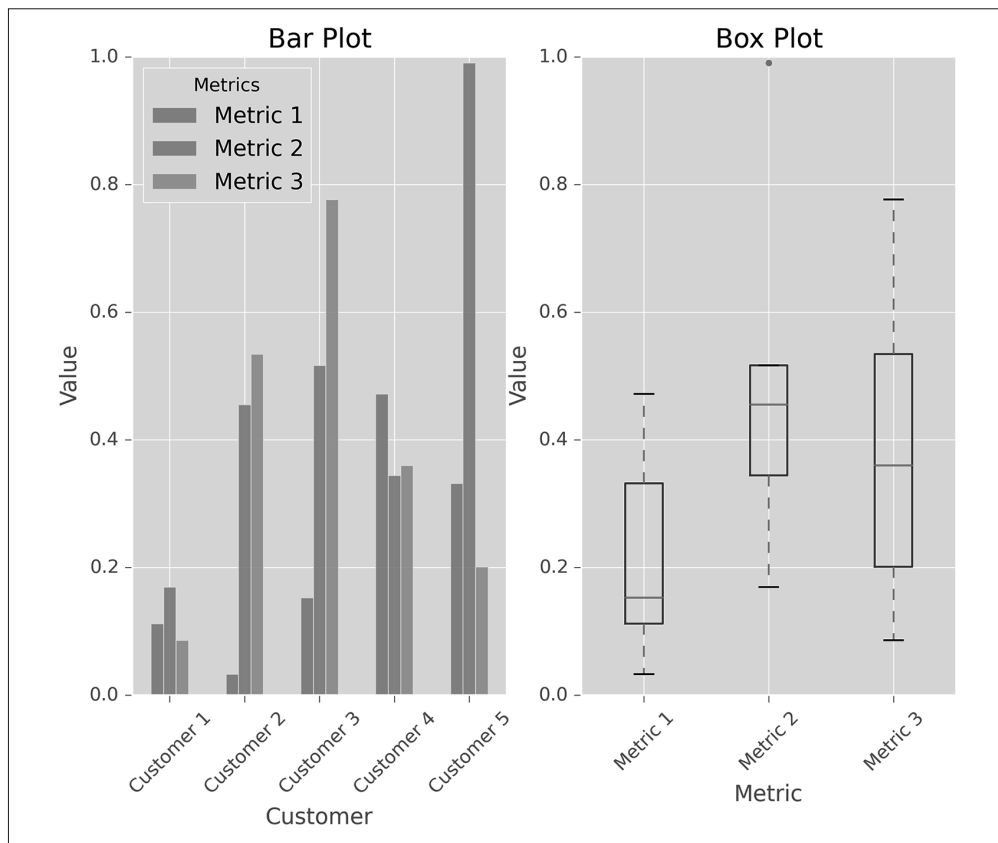 Bar Plot
1.0
0.8
0.6
0.4
0.2
0.0
Value
Metrics
Metric 1
Metric 2
Metric 3
Customer 1
Customer 2
Customer 3
Customer 4
Customer 5
Customer
Box Plot
1.0
0.8
0.6
0.4
0.2
0.0
Value
Metric 1
Metric 2
Metric 3
Metric